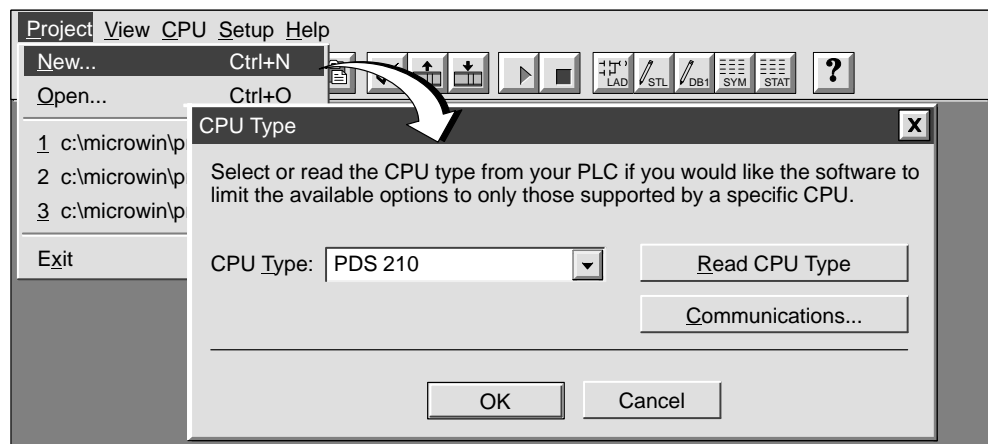 Project View CPU Setup Help
New... Ctrl+N
Open... Ctrl+O
1 c:\microwin\p
2 c:\microwin\p
3 c:\microwin\p
Exit
LAD STL DB1 SYM STAT ?
CPU Type X
Select or read the CPU type from your PLC if you would like the software to
limit the available options to only those supported by a specific CPU.
CPU Type: PDS 210 Read CPU Type
Communications...
OK Cancel